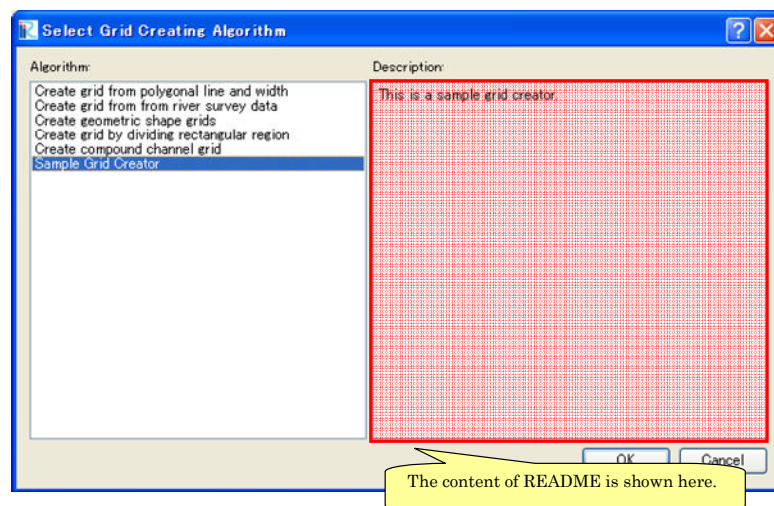 Select Grid Creating Algorithm
Algorithm:
Description:
Create grid from polygonal line and width
Create grid from from river survey data
Create geometric shape grids
Create grid by dividing rectangular region
Create compound channel grid
Sample Grid Creator
This is a sample grid creator.
OK
Cancel
The content of README is shown here.